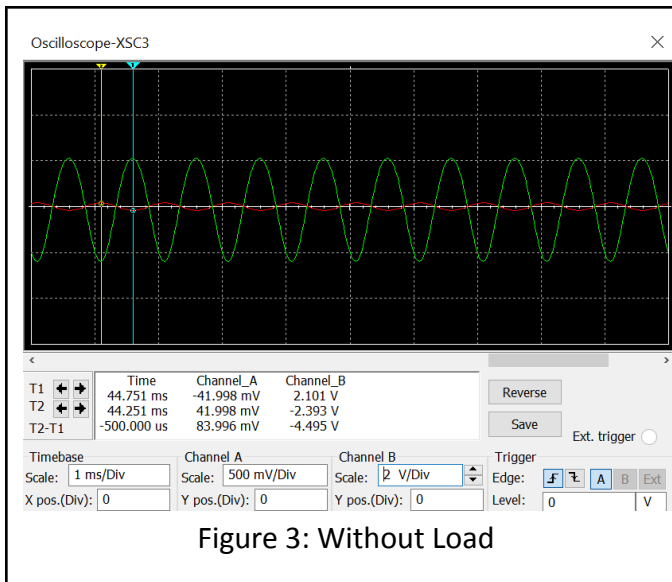 Oscilloscope-XSC3
2 1
T1 T2 T2-T1
Time Channel_A Channel_B
44.751 ms -41.998 mV 2.101 V
44.251 ms 41.998 mV -2.393 V
-500.000 us 83.996 mV -4.495 V
Reverse
Save
Ext. trigger
Timebase Channel A Channel B Trigger
Scale: 1 ms/Div Scale: 500 mV/Div Scale: 2 V/Div Edge: A B Ext
X pos.(Div): 0 Y pos.(Div): 0 Y pos.(Div): 0 Level: 0 V
Figure 3: Without Load